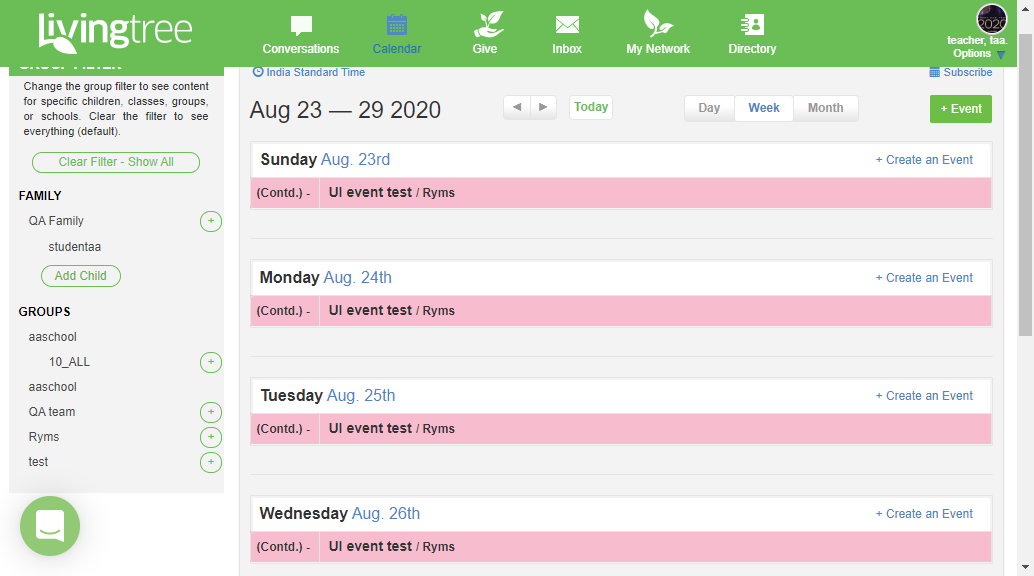 livingtree
Conversations
Calendar
Give
Inbox
My Network
Directory
2020
teacher, taa.
Options
GROUP FILTER
Change the group filter to see content
for specific children, classes, groups,
or schools. Clear the filter to see
everything (default).
Clear Filter - Show All
FAMILY
QA Family +
studentaa
Add Child
GROUPS
aaschool
10_ALL +
aaschool
QA team +
Ryms +
test +
India Standard Time
Subscribe
Aug 23 — 29 2020
Today
Day Week Month
+ Event
Sunday Aug. 23rd + Create an Event
(Contd.) - UI event test / Ryms
Monday Aug. 24th + Create an Event
(Contd.) - UI event test / Ryms
Tuesday Aug. 25th + Create an Event
(Contd.) - UI event test / Ryms
Wednesday Aug. 26th + Create an Event
(Contd.) - UI event test / Ryms